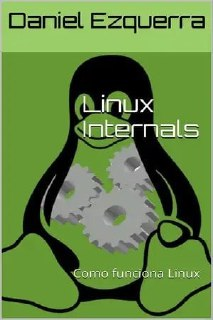 Daniel Ezquerra
Linux
Internals
Como funciona Linux